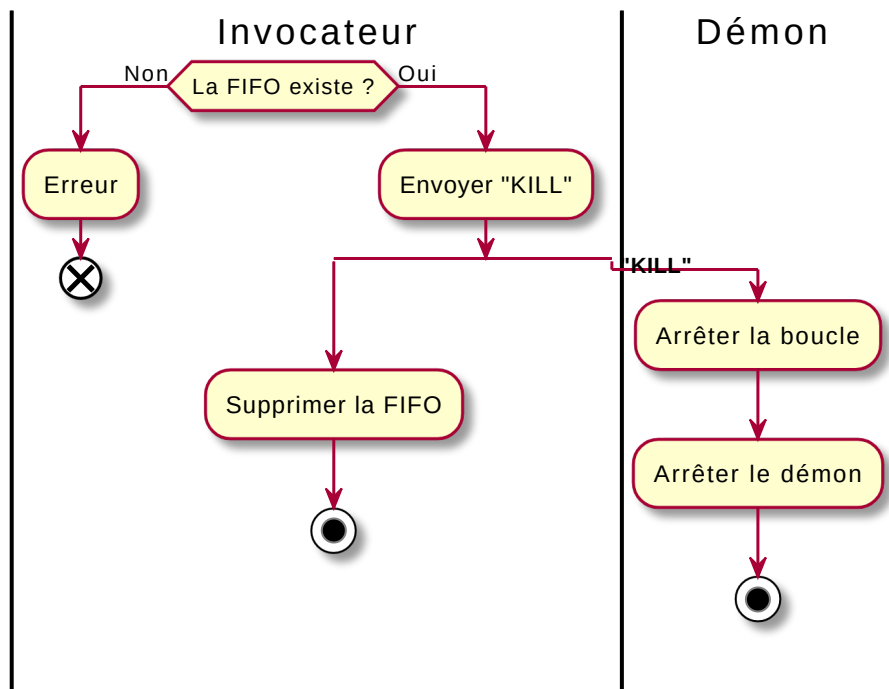 Invocateur
Démon
Non
La FIFO existe ?
Oui
Erreur
Envoyer "KILL"
"KILL"
Arrêter la boucle
Supprimer la FIFO
Arrêter le démon